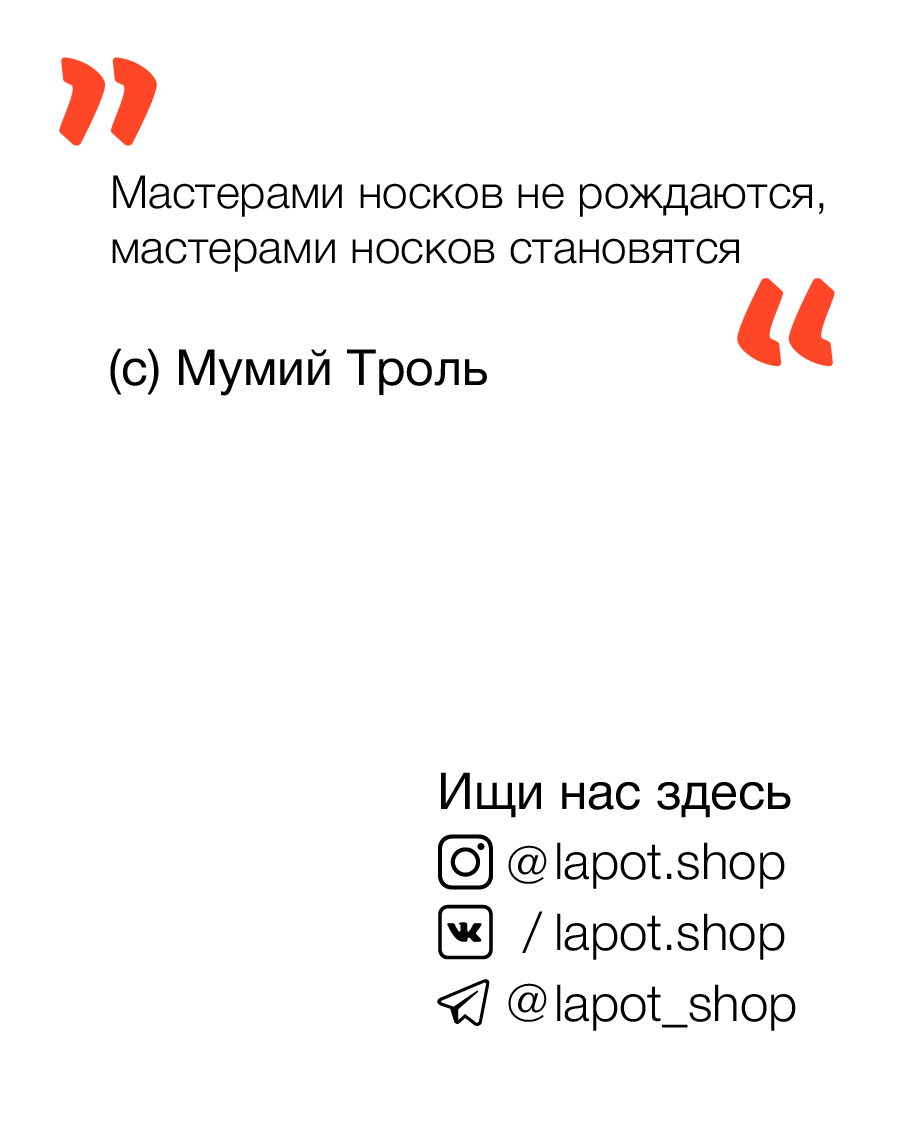 ”
Мастерами носков не рождаются,
мастерами носков становятся
“
(с) Мумий Троль
Ищи нас здесь
@lapot.shop
/ lapot.shop
@lapot_shop